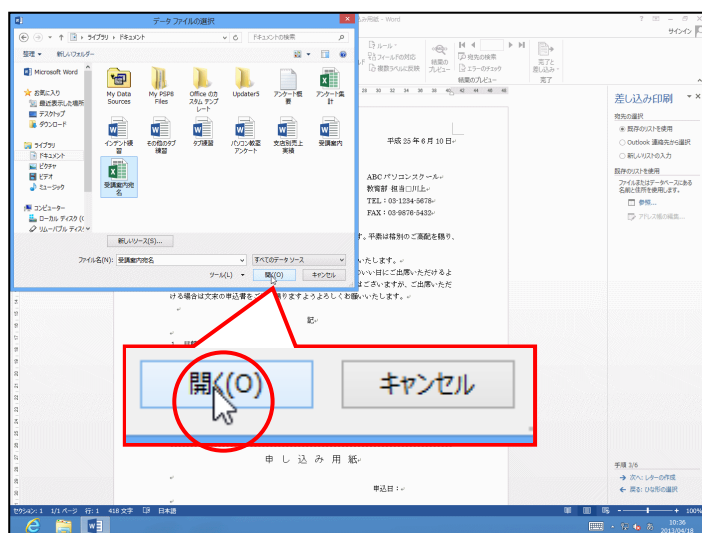 データ ファイルの選択
込み用紙 - Word
サインイン
ライブラリ ▸ ドキュメント ▸
ドキュメントの検索
整理 ▾ 新しいフォルダー
Microsoft Word
お気に入り
最近表示した場所
デスクトップ
ダウンロード
ライブラリ
ドキュメント
ピクチャ
ビデオ
ミュージック
コンピューター
ローカル ディスク (C
リムーバブル ディスク
My Data Sources
My PSP8 Files
Office のカスタム テンプレート
Updater5
アンケート概要
アンケート集計
インデント練習
その他のタブ練習
タブ練習
パソコン教室アンケート
支店別売上実績
受講案内
受講案内宛名
新しいソース(S)...
ファイル名(N): 受講案内宛名
すべてのデータ ソース
ツール(L) ▾ 開く(O) キャンセル
ルール
フィールドの対応
複数ラベルに反映
結果の
プレビュー
宛先の検索
エラーのチェック
結果のプレビュー
完了と
差し込み
完了
平成 25 年 6 月 10 日
ABC パソコンスクール
教育部 担当□川上
TEL：03-1234-5678
FAX：03-9876-5432
す。平素は格別のご高配を賜り、
いたします。
いい日にご出席いただけるよ
はございますが、ご出席いただ
ける場合は文末の申込書を
りますようよろしくお願いいたします。
記
開く(O) キャンセル
申 し 込 み 用 紙
申込日：
差し込み印刷
宛先の選択
既存のリストを使用
Outlook 連絡先から選択
新しいリストの入力
既存のリストを使用
ファイルまたはデータベースにある
名前と住所を使用します。
参照...
アドレス帳の編集...
手順 3/6
→ 次へ: レターの作成
← 戻る: ひな形の選択
セクション: 1 1/1 ページ 行: 1 418 文字 日本語
100%
10:36
2013/04/18